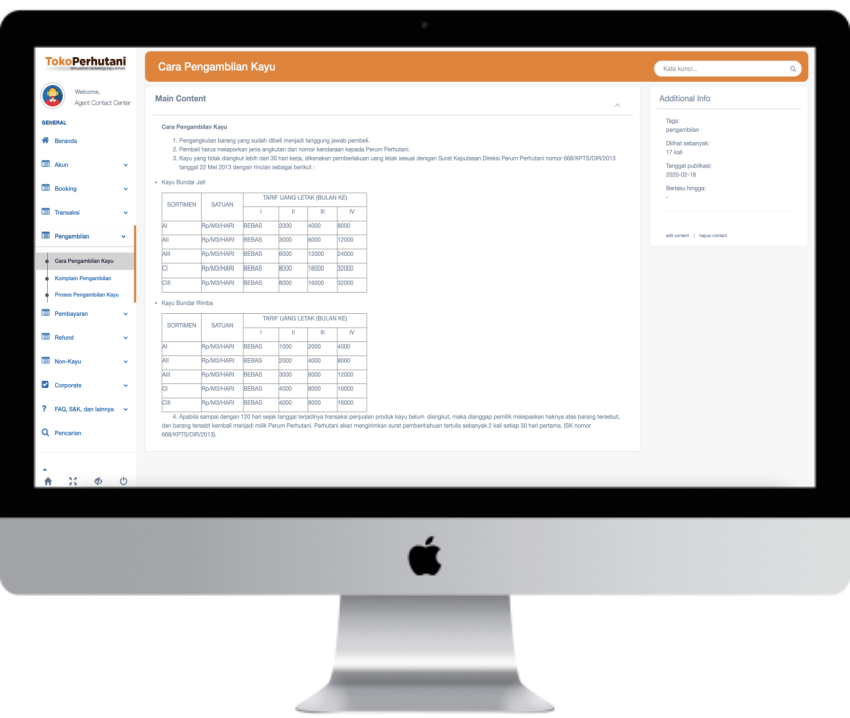 TokoPerhutani
Welcome,
Agent Contact Center
GENERAL
Beranda
Akun
Booking
Transaksi
Pengambilan
Cara Pengambilan Kayu
Komplain Pengambilan
Proses Pengambilan Kayu
Pembayaran
Refund
Non-Kayu
Corporate
FAQ, S&K, dan lainnya
Pencarian
Cara Pengambilan Kayu
Kata kunci...
Main Content
Cara Pengambilan Kayu
1. Pengangkutan barang yang sudah dibeli menjadi tanggung jawab pembeli.
2. Pembeli harus melaporkan jenis angkutan dan nomor kendaraan kepada Perum Perhutani.
3. Kayu yang tidak diangkut lebih dari 30 hari kerja, dikenakan pemberlakuan uang letak sesuai dengan Surat Keputasan Direksi Perum Perhutani nomor 668/KPTS/DIR/2013
tanggal 22 Mei 2013 dengan rincian sebagai berikut :
• Kayu Bundar Jati
SORTIMEN SATUAN TARIF UANG LETAK (BULAN KE)
I II III IV
AI Rp/M3/HARI BEBAS 2000 4000 8000
AII Rp/M3/HARI BEBAS 3000 6000 12000
AIII Rp/M3/HARI BEBAS 6000 12000 24000
CI Rp/M3/HARI BEBAS 8000 16000 32000
CIII Rp/M3/HARI BEBAS 8000 16000 32000
• Kayu Bundar Rimba
SORTIMEN SATUAN TARIF UANG LETAK (BULAN KE)
I II III IV
AI Rp/M3/HARI BEBAS 1000 2000 4000
AII Rp/M3/HARI BEBAS 2000 4000 8000
AIII Rp/M3/HARI BEBAS 3000 6000 12000
CI Rp/M3/HARI BEBAS 4000 8000 16000
CIII Rp/M3/HARI BEBAS 4000 8000 16000
4. Apabila sampai dengan 120 hari sejak tanggal terjadinya transaksi penjualan produk kayu belum diangkut, maka dianggap pemilik melepaskan haknya atas barang tersebut,
dan barang tersebt kembali menjadi milik Perum Perhutani. Perhutani akan mengirimkan surat pemberitahuan tertulis sebanyak 2 kali setiap 30 hari pertama. (SK nomor
668/KPTS/DIR/2013).
Additional Info
Tags:
pengambilan
Dilihat sebanyak:
17 kali
Tanggal publikasi:
2020-02-18
Berlaku hingga:
-
edit content | hapus content